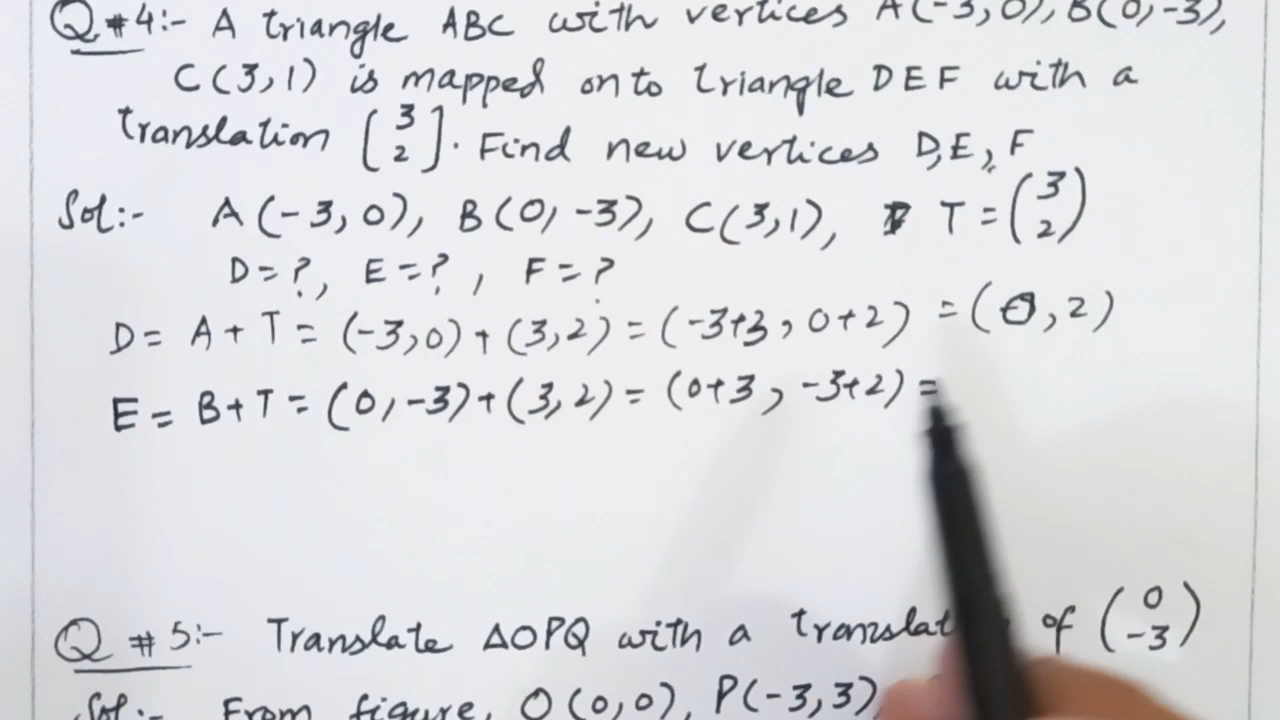 Q#4:- A triangle ABC with vertices A(-3,0), B(0,-3),
C(3,1) is mapped onto triangle DEF with a
translation [3 2]. Find new vertices D,E,F
Sol:- A(-3,0), B(0,-3), C(3,1), T=(3 2)
D=?, E=?, F=?
D= A+T = (-3,0)+(3,2) = (-3+3,0+2) =(0,2)
E= B+T = (0,-3)+(3,2) = (0+3, -3+2) =
Q#5:- Translate ΔOPQ with a of (0 -3)
Sol:- From figure, O(0,0), P(-3,3)